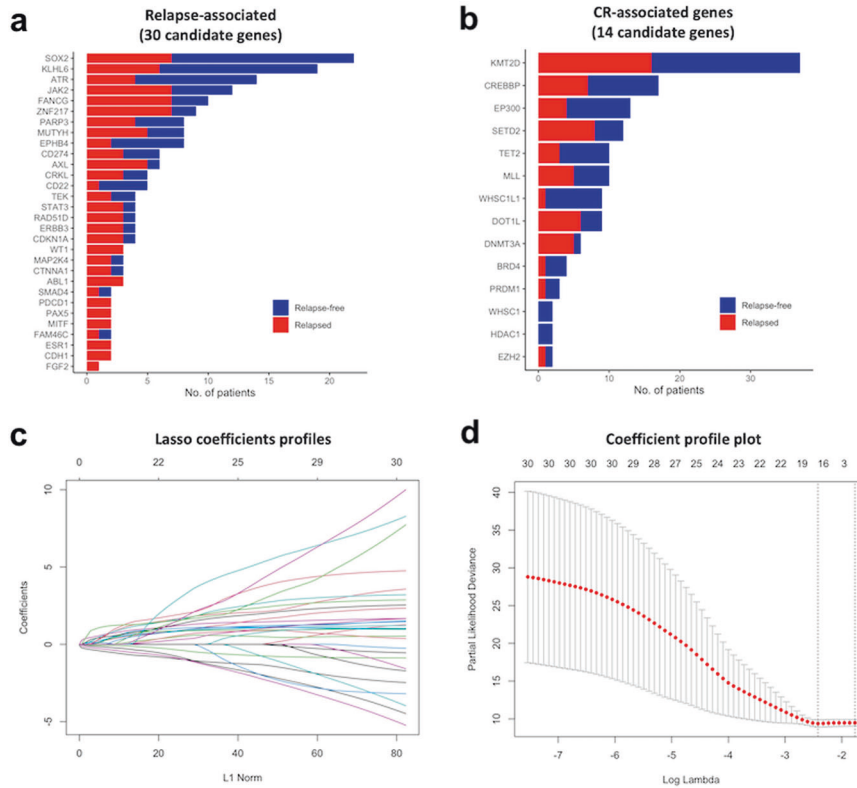 a
Relapse-associated
(30 candidate genes)
SOX2
KLHL6
ATR
JAK2
FANCG
ZNF217
PARP3
MUTYH
EPHB4
CD274
AXL
CRKL
CD22
TEK
STAT3
RAD51D
ERBB3
CDKN1A
WT1
MAP2K4
CTNNA1
ABL1
SMAD4
PDCD1
PAX5
MITF
FAM46C
ESR1
CDH1
FGF2
Relapse-free
Relapsed
0 5 10 15 20
No. of patients
b
CR-associated genes
(14 candidate genes)
KMT2D
CREBBP
EP300
SETD2
TET2
MLL
WHSC1L1
DOT1L
DNMT3A
BRD4
PRDM1
WHSC1
HDAC1
EZH2
Relapse-free
Relapsed
0 10 20 30
No. of patients
c
Lasso coefficients profiles
0 22 25 29 30
10
5
0
-5
Coefficients
0 20 40 60 80
L1 Norm
d
Coefficient profile plot
30 30 30 30 30 29 28 27 25 24 23 22 22 19 16 3
40
35
30
25
20
15
10
Partial Likelihood Deviance
-7 -6 -5 -4 -3 -2
Log Lambda